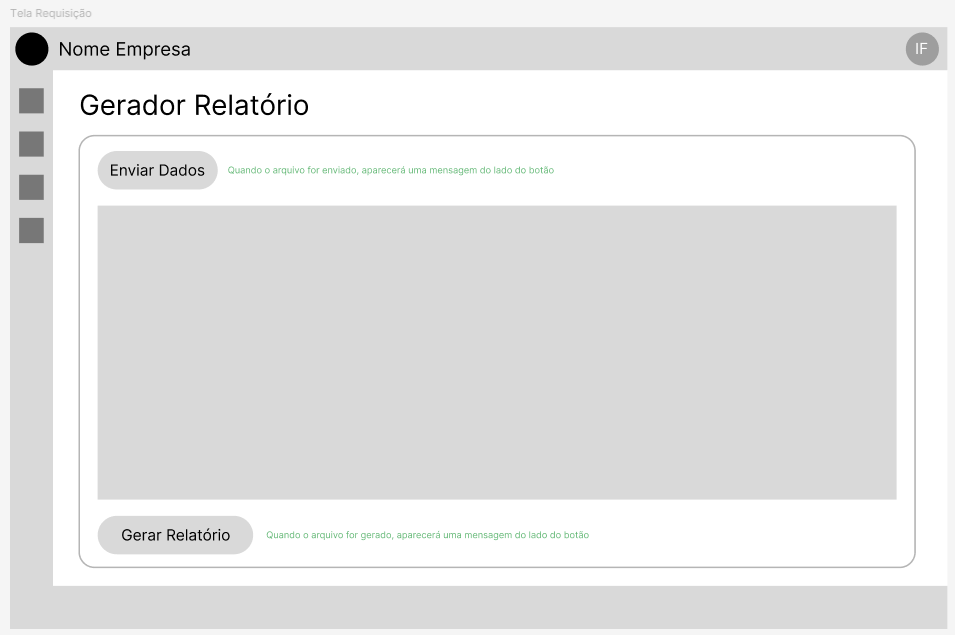 Tela Requisição
Nome Empresa
IF
Gerador Relatório
Enviar Dados
Quando o arquivo for enviado, aparecerá uma mensagem do lado do botão
Gerar Relatório
Quando o arquivo for gerado, aparecerá uma mensagem do lado do botão